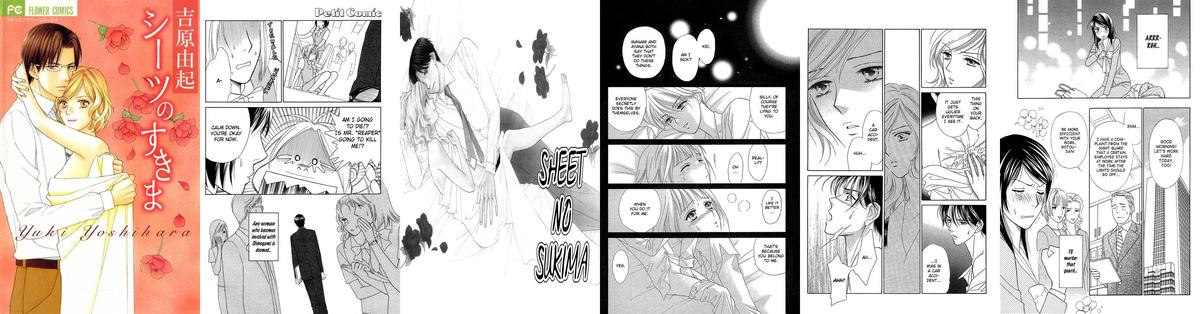 FC FLOWER COMICS
吉原由起
シーツのすきま
Yuki Yoshihara
Petit Comic
CALM DOWN,
YOU'RE OKAY
FOR NOW.
AM I GOING
TO DIE!?
IS MR. "REAPER"
GOING TO KILL
ME!?
Any woman
who becomes
involved with
Shinogami is
doomed...
SHEET
NO
SUKIMA
KEI,
AM I
SICK?
MANAMI AND
AYANA BOTH
SAY THAT
THEY DON'T
DO THESE
THINGS.
SILLY, OF
COURSE
THEY'RE
LYING TO
YOU.
EVERYONE
SECRETLY
DOES THIS BY
THEMSELVES.
REAL-
LY?
OH
I
LIKE IT
BETTER
WHEN
YOU DO IT
FOR ME.
THAT'S
BECAUSE YOU
BELONG TO
ME.
YES.
THIS
THING ON
YOUR
BACK,
IT JUST
GETS
UGLIER
EVERYTIME
I SEE IT.
A
CAR
ACC-
IDENT,
HUH...
...I
WAS IN
A CAR
ACC-
IDENT.
AH...
AHH!
ARRR-
RGH...
GOOD
MORNING!
LET'S WORK
HARD
TODAY,
TOO!
EHM...
I HAVE A COM-
PLAINT FROM THE
NIGHT GUARD
THAT A CERTAIN
EMPLOYEE STAYS
AT WORK AFTER
THE TIME THE
LIGHTS SHOULD
GO OFF...
BE MORE
EFFICIENT
WITH YOUR
WORK,
GOTOU-
SAN!
I'll
murder
that
guard...